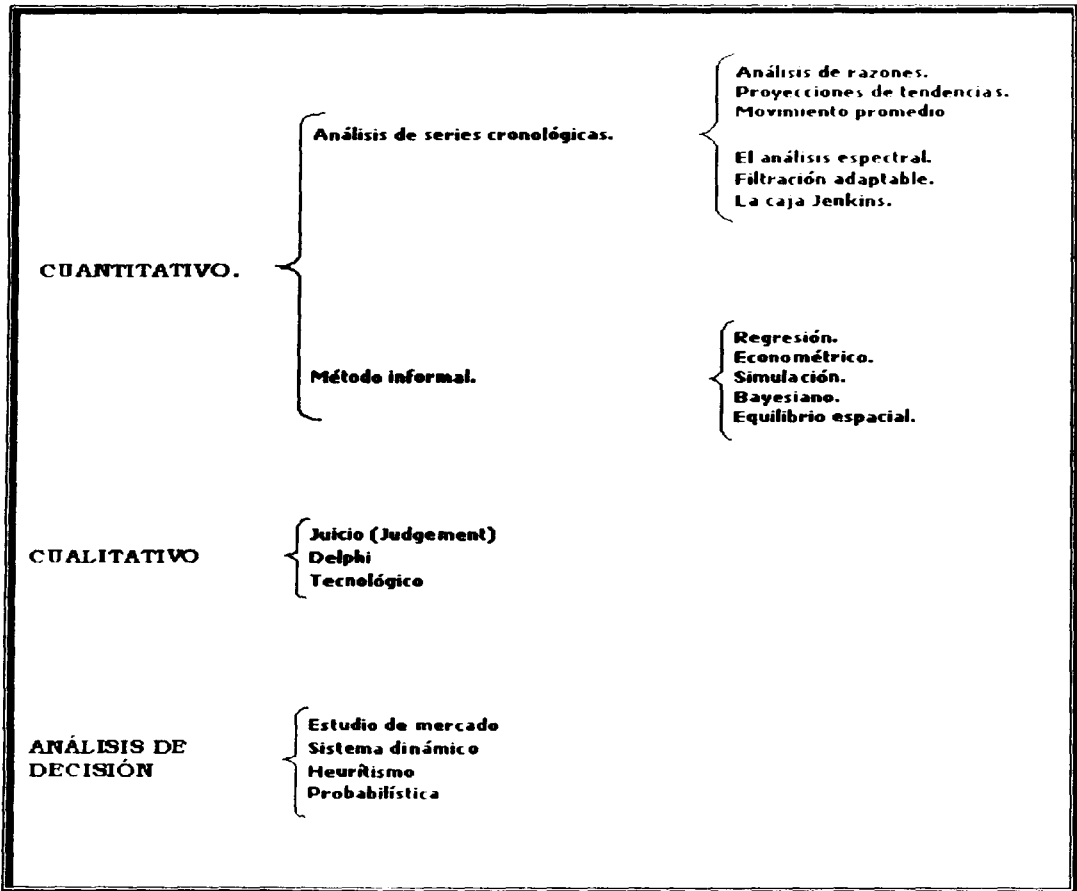 Análisis de razones.
Proyecciones de tendencias.
Movimiento promedio
Análisis de series cronológicas.
El análisis espectral.
Filtración adaptable.
La caja Jenkins.
CUANTITATIVO.
Método informal.
Regresión.
Econométrico.
Simulación.
Bayesiano.
Equilibrio espacial.
CUALITATIVO
Juicio (Judgement)
Delphi
Tecnológico
ANÁLISIS DE
DECISIÓN
Estudio de mercado
Sistema dinámico
Heurítismo
Probabilística